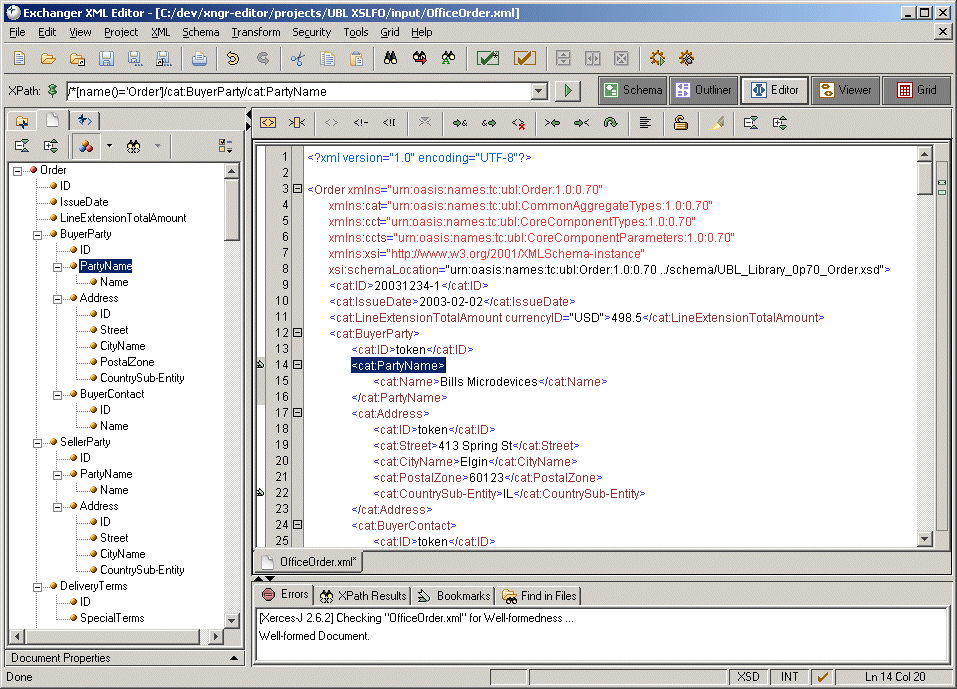 Exchanger XML Editor - [C:/dev/xngr-editor/projects/UBL XSLFO/input/OfficeOrder.xml]
File Edit View Project XML Schema Transform Security Tools Grid Help
XPath: /*[name()='Order']/cat:BuyerParty/cat:PartyName
Schema Outliner Editor Viewer Grid
Order
ID
IssueDate
LineExtensionTotalAmount
BuyerParty
ID
PartyName
Name
Address
ID
Street
CityName
PostalZone
CountrySub-Entity
BuyerContact
ID
Name
SellerParty
ID
PartyName
Name
Address
ID
Street
CityName
CountrySub-Entity
DeliveryTerms
ID
SpecialTerms
Document Properties
1 <?xml version="1.0" encoding="UTF-8"?>
2
3 <Order xmlns="urn:oasis:names:tc:ubl:Order:1.0:0.70"
4 xmlns:cat="urn:oasis:names:tc:ubl:CommonAggregateTypes:1.0:0.70"
5 xmlns:cct="urn:oasis:names:tc:ubl:CoreComponentTypes:1.0:0.70"
6 xmlns:ccts="urn:oasis:names:tc:ubl:CoreComponentParameters:1.0:0.70"
7 xmlns:xsi="http://www.w3.org/2001/XMLSchema-instance"
8 xsi:schemaLocation="urn:oasis:names:tc:ubl:Order:1.0:0.70 ../schema/UBL_Library_0p70_Order.xsd">
9 <cat:ID>20031234-1</cat:ID>
10 <cat:IssueDate>2003-02-02</cat:IssueDate>
11 <cat:LineExtensionTotalAmount currencyID="USD">498.5</cat:LineExtensionTotalAmount>
12 <cat:BuyerParty>
13 <cat:ID>token</cat:ID>
14 <cat:PartyName>
15 <cat:Name>Bills Microdevices</cat:Name>
16 </cat:PartyName>
17 <cat:Address>
18 <cat:ID>token</cat:ID>
19 <cat:Street>413 Spring St</cat:Street>
20 <cat:CityName>Elgin</cat:CityName>
21 <cat:PostalZone>60123</cat:PostalZone>
22 <cat:CountrySub-Entity>IL</cat:CountrySub-Entity>
23 </cat:Address>
24 <cat:BuyerContact>
25 <cat:ID>token</cat:ID>
OfficeOrder.xml*
Errors XPath Results Bookmarks Find in Files
[Xerces-J 2.6.2] Checking "OfficeOrder.xml" for Well-formedness ...
Well-formed Document.
Done XSD INT Ln 14 Col 20